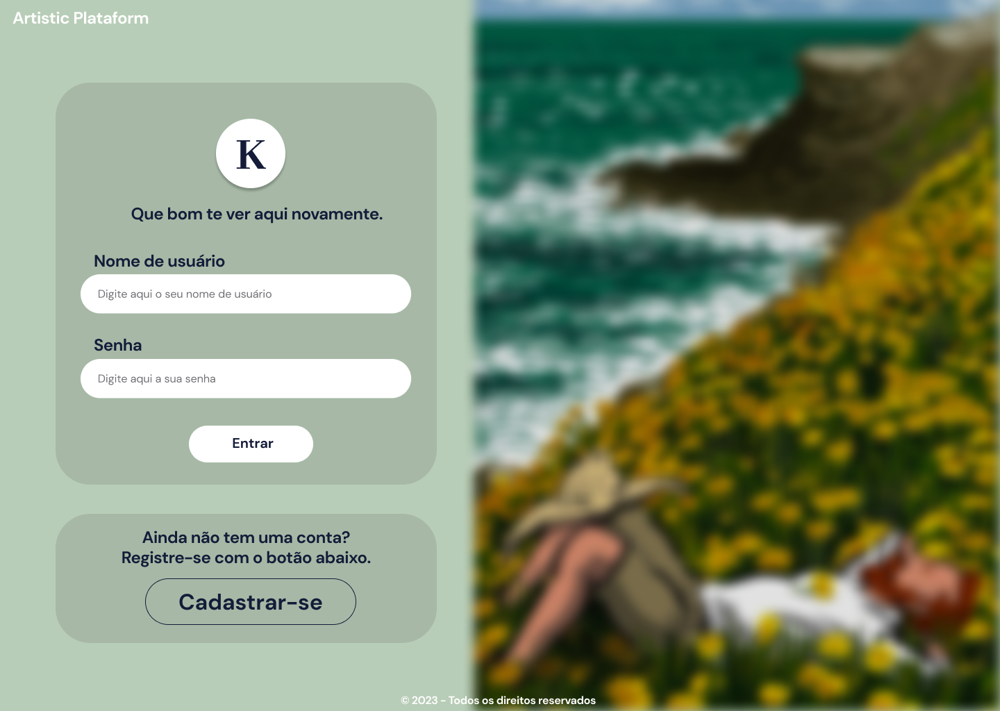 Artistic Plataform
K
Que bom te ver aqui novamente.
Nome de usuário
Digite aqui o seu nome de usuário
Senha
Digite aqui a sua senha
Entrar
Ainda não tem uma conta?
Registre-se com o botão abaixo.
Cadastrar-se
© 2023 - Todos os direitos reservados